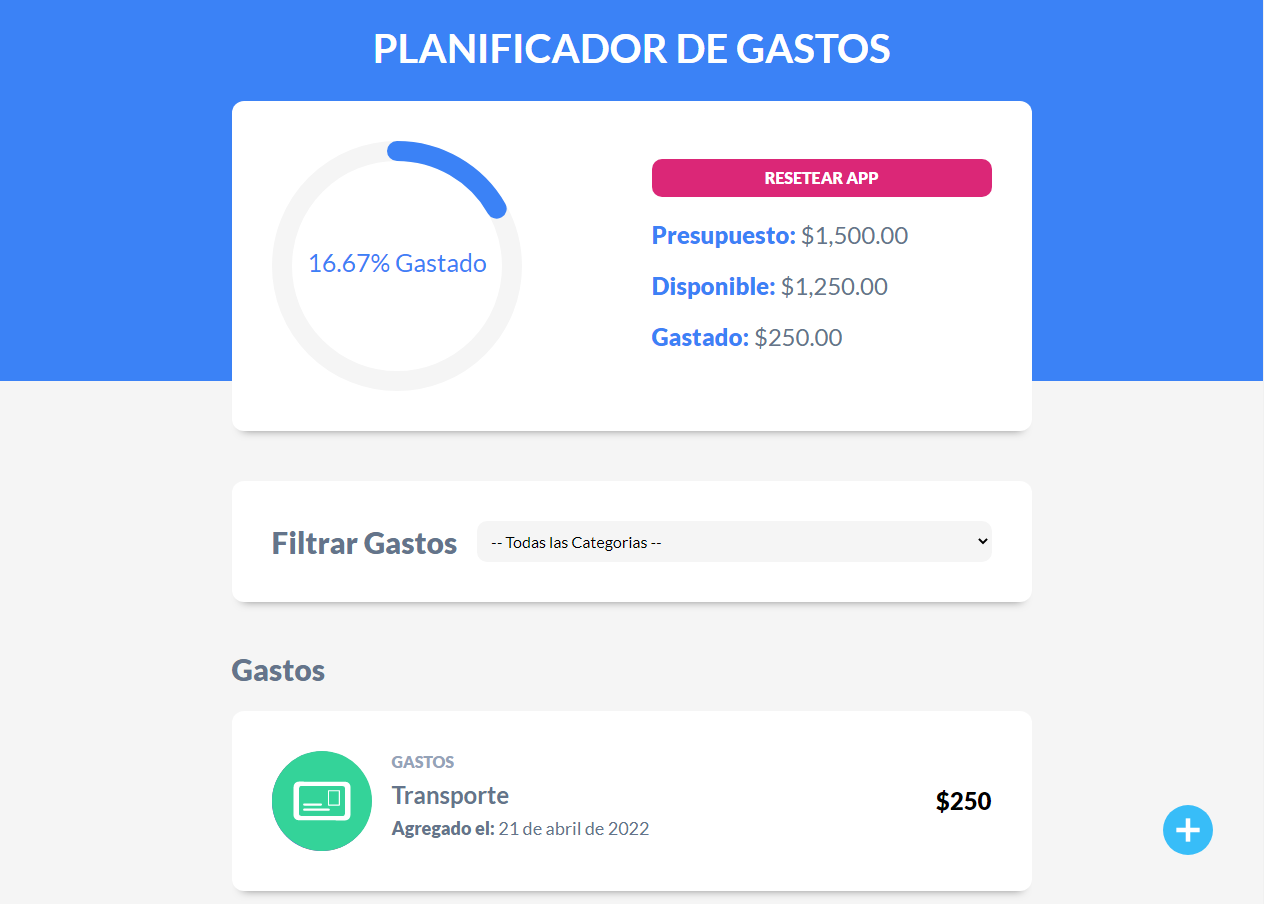 PLANIFICADOR DE GASTOS
16.67% Gastado
RESETEAR APP
Presupuesto: $1,500.00
Disponible: $1,250.00
Gastado: $250.00
Filtrar Gastos
-- Todas las Categorias --
Gastos
GASTOS
Transporte
Agregado el: 21 de abril de 2022
$250